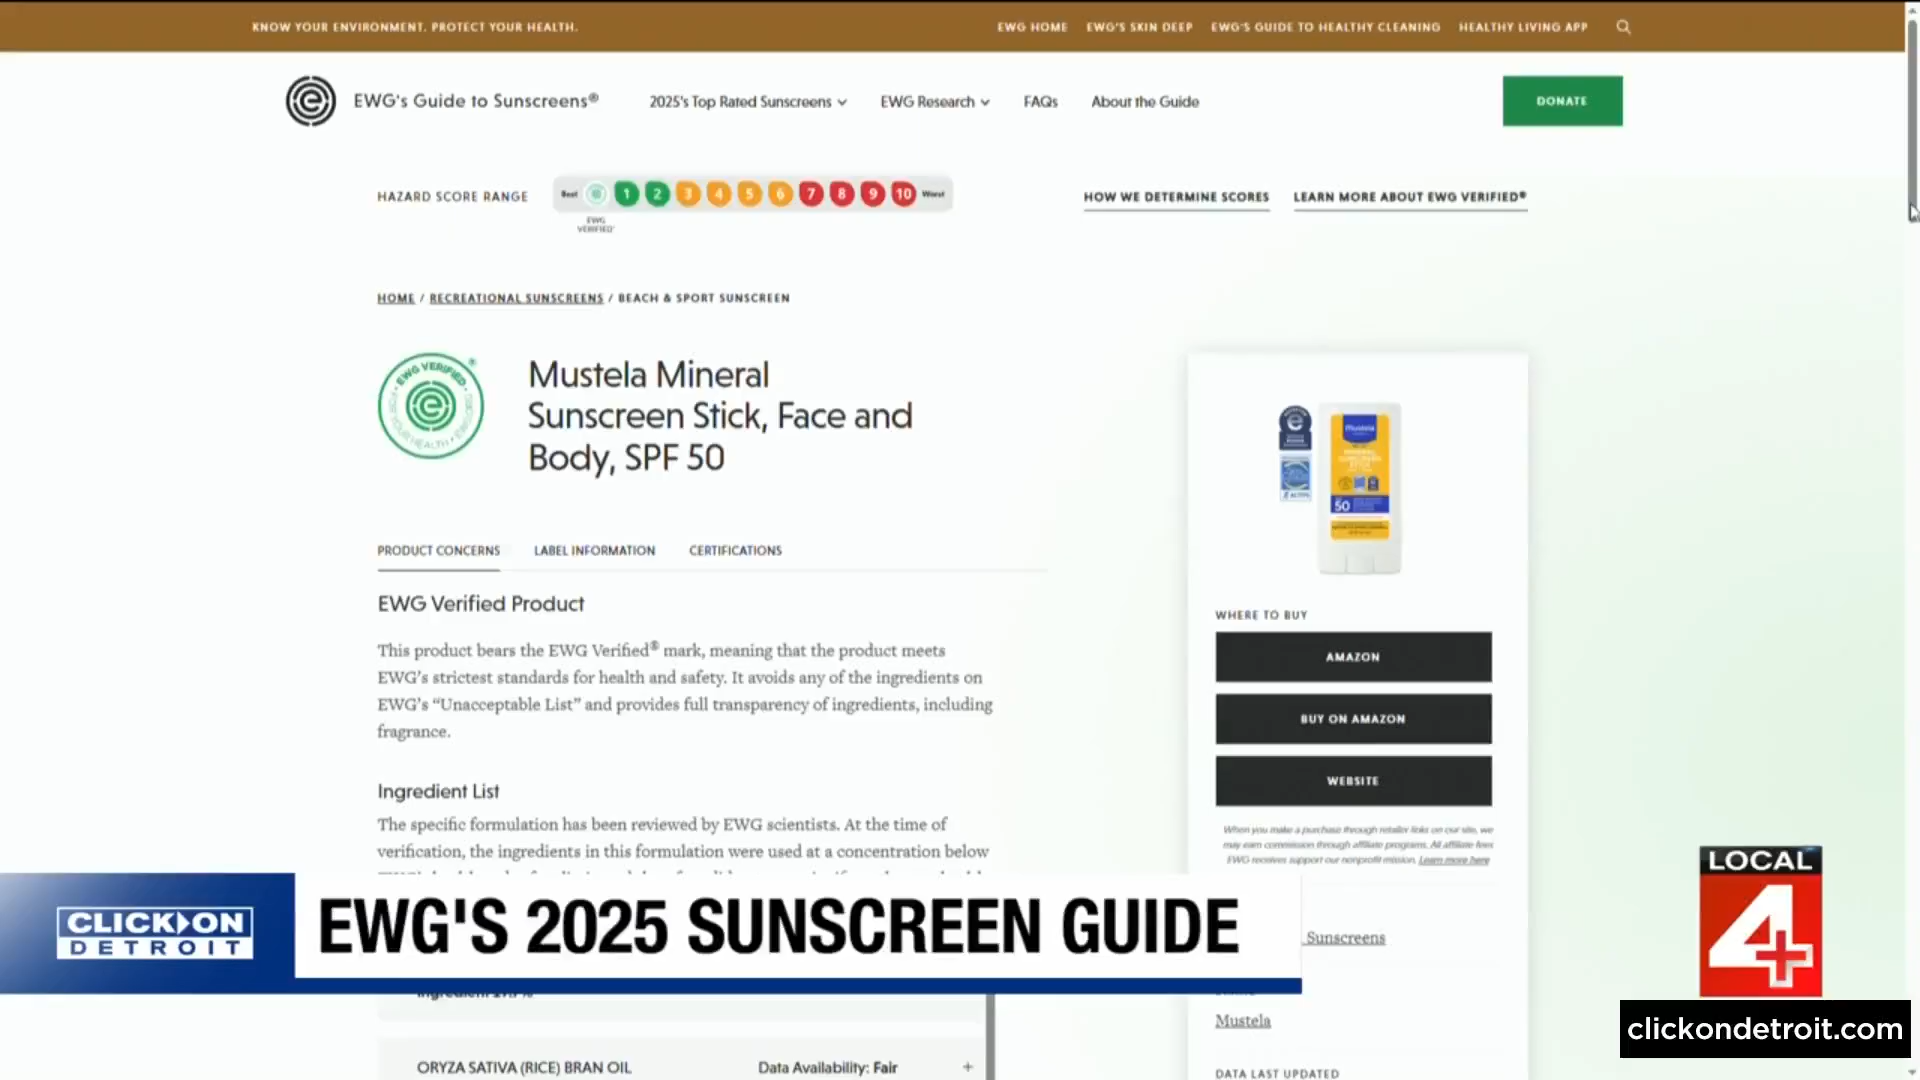 KNOW YOUR ENVIRONMENT. PROTECT YOUR HEALTH.
EWG HOME EWG'S SKIN DEEP EWG'S GUIDE TO HEALTHY CLEANING HEALTHY LIVING APP
EWG's Guide to Sunscreens®
2025's Top Rated Sunscreens EWG Research FAQs About the Guide
DONATE
HAZARD SCORE RANGE
Best 1 2 3 4 5 6 7 8 9 10 Worst
EWG
VERIFIED
HOW WE DETERMINE SCORES LEARN MORE ABOUT EWG VERIFIED®
HOME / RECREATIONAL SUNSCREENS / BEACH & SPORT SUNSCREEN
EWG VERIFIED ®
Mustela Mineral
Sunscreen Stick, Face and
Body, SPF 50
Mustela
50
PRODUCT CONCERNS LABEL INFORMATION CERTIFICATIONS
EWG Verified Product
This product bears the EWG Verified® mark, meaning that the product meets
EWG's strictest standards for health and safety. It avoids any of the ingredients on
EWG's “Unacceptable List” and provides full transparency of ingredients, including
fragrance.
Ingredient List
The specific formulation has been reviewed by EWG scientists. At the time of
verification, the ingredients in this formulation were used at a concentration below
WHERE TO BUY
AMAZON
BUY ON AMAZON
WEBSITE
When you make a purchase through retailer links on our site, we
may earn commission through affiliate programs. All affiliate fees
EWG receives support our nonprofit mission. Learn more here
Sunscreens
Mustela
DATA LAST UPDATED
ORYZA SATIVA (RICE) BRAN OIL Data Availability: Fair +
CLICK ON
DETROIT
EWG'S 2025 SUNSCREEN GUIDE
LOCAL
4
clickondetroit.com